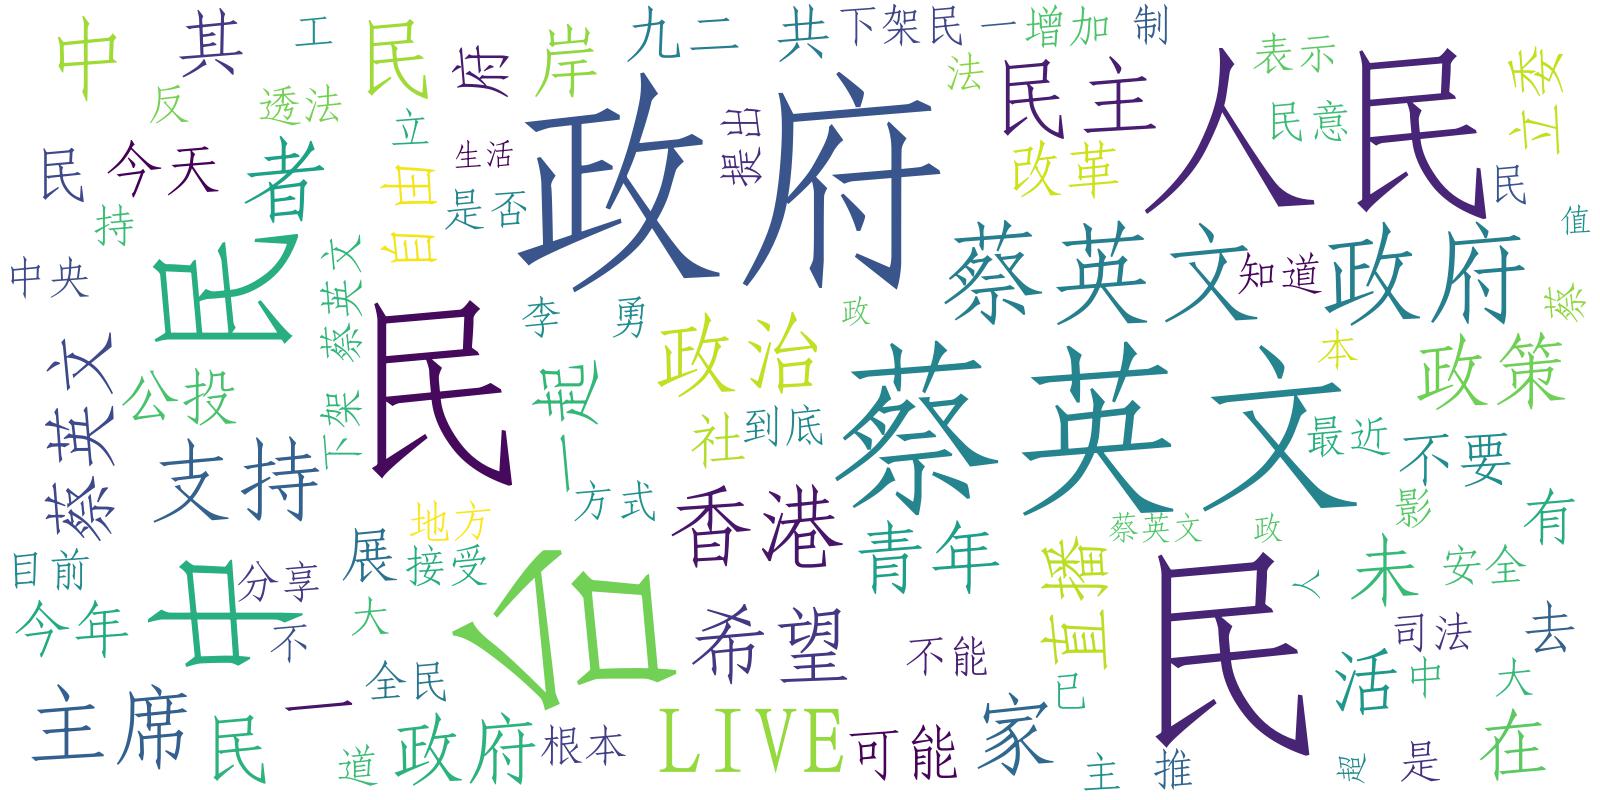 中
其
工
民
府
岸
九二
共
下架民
一
增加
制
反
透法
立
生活
提出
政府
法
民主
人民
表示
民意
委
立
民
今天
者
自由
是否
改革
民
值
持
中央
民
蔡英文
李
勇
政治
政
蔡英文
知道
政府
蔡
蔡英文
公投
下架
民
一起
社
到底
蔡英文
本
政策
最近
不要
支持
地方
方式
香港
青年
直播
蔡英文
政
影
有
目前
中
分享
展
接受
台
希望
不能
人
未
安全
今年
不
大
全民
已
司法
去
活
中
大
主席
民
一
道
政府
根本
LIVE
可能
家
民
主
推
超
是
在